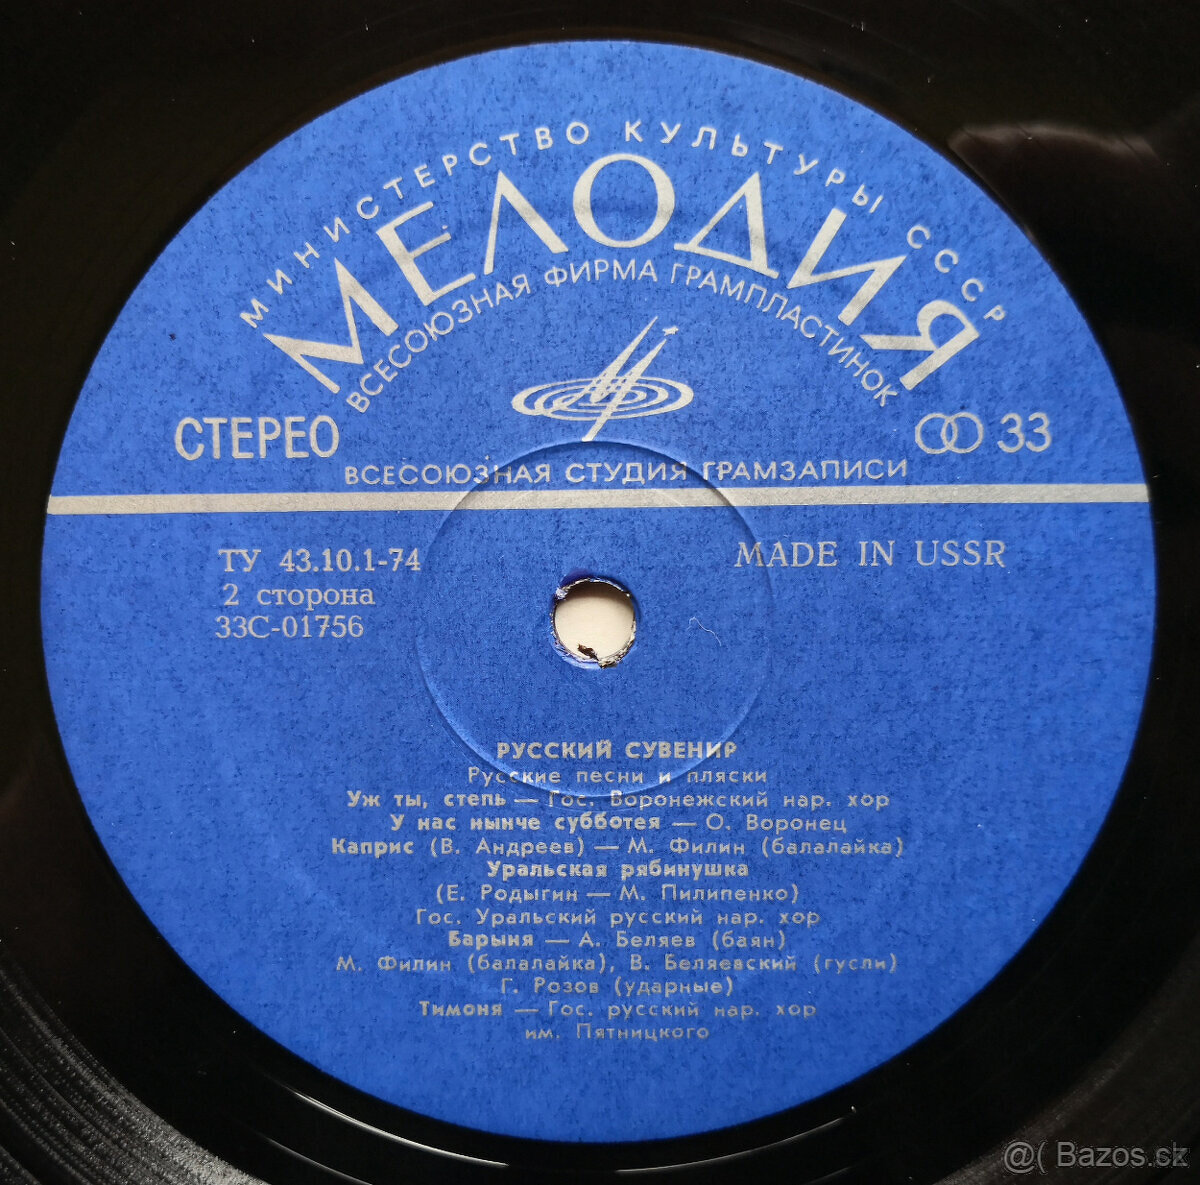 МИНИСТЕРСТВО КУЛЬТУРЫ СССР
МЕЛОДИЯ
ВСЕСОЮЗНАЯ ФИРМА ГРАМПЛАСТИНОК
СТЕРЕО
33
ВСЕСОЮЗНАЯ СТУДИЯ ГРАМЗАПИСИ
ТУ 43.10.1-74
MADE IN USSR
2 сторона
33С-01756
РУССКИЙ СУВЕНИР
Русские песни и пляски
Уж ты, степь — Гос. Воронежский нар. хор
У нас нынче субботея — О. Воронец
Каприс (В. Андреев) — М. Филин (балалайка)
Уральская рябинушка
(Е. Родыгин — М. Пилипенко)
Гос. Уральский русский нар. хор
Барыня — А. Беляев (баян)
М. Филин (балалайка), В. Беляевский (гусли)
Г. Розов (ударные)
Тимоня — Гос. русский нар. хор
им. Пятницкого
@( Bazos.sk